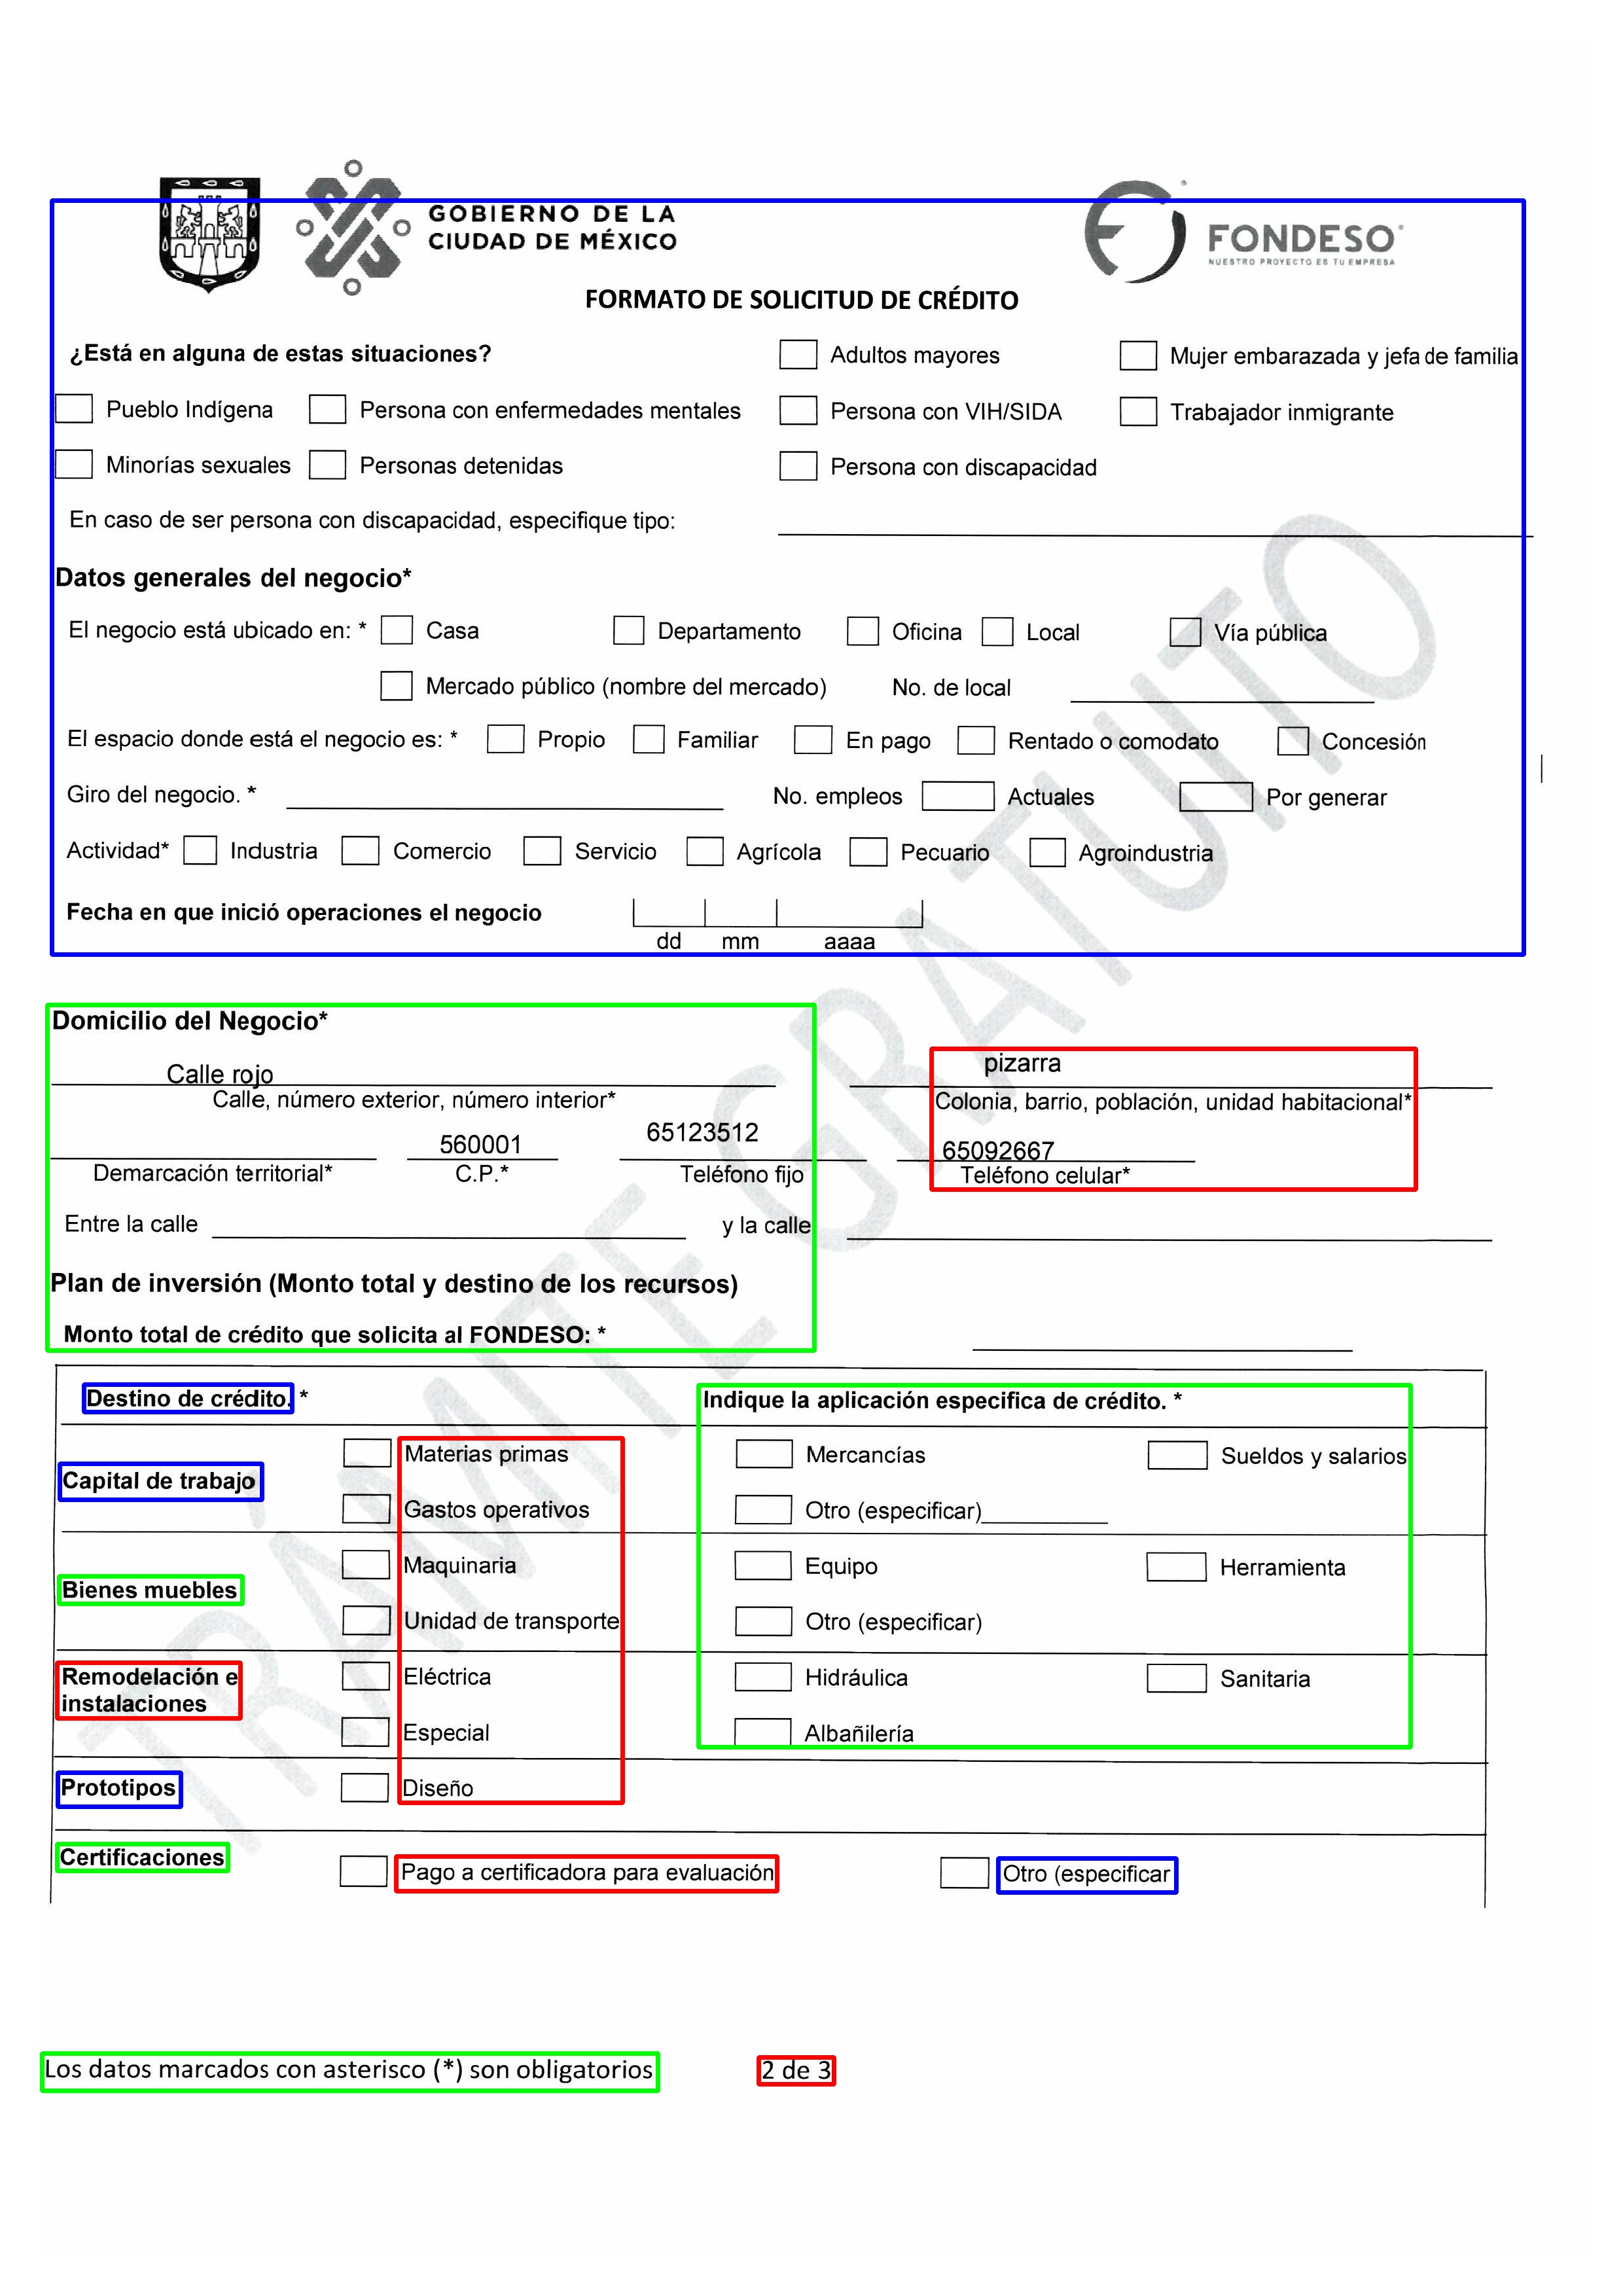 GOBIERNO DE LA
CIUDAD DE MÉXICO
FONDESO
NUESTRO PROYECTO ES TU EMPRESA
FORMATO DE SOLICITUD DE CRÉDITO
¿Está en alguna de estas situaciones? Adultos mayores Mujer embarazada y jefa de familia
Pueblo Indígena Persona con enfermedades mentales Persona con VIH/SIDA Trabajador inmigrante
Minorías sexuales Personas detenidas Persona con discapacidad
En caso de ser persona con discapacidad, especifique tipo:
Datos generales del negocio*
El negocio está ubicado en: * Casa Departamento Oficina Local Vía pública
Mercado público (nombre del mercado) No. de local
El espacio donde está el negocio es: * Propio Familiar En pago Rentado o comodato Concesión
Giro del negocio. * No. empleos Actuales Por generar
Actividad* Industria Comercio Servicio Agrícola Pecuario Agroindustria
Fecha en que inició operaciones el negocio
dd mm aaaa
Domicilio del Negocio*
Calle rojo pizarra
Calle, número exterior, número interior* Colonia, barrio, población, unidad habitacional*
560001 65123512 65092667
Demarcación territorial* C.P.* Teléfono fijo Teléfono celular*
Entre la calle y la calle
Plan de inversión (Monto total y destino de los recursos)
Monto total de crédito que solicita al FONDESO: *
Destino de crédito. * Indique la aplicación especifica de crédito. *
Materias primas Mercancías Sueldos y salarios
Capital de trabajo
Gastos operativos Otro (especificar)
Maquinaria Equipo Herramienta
Bienes muebles
Unidad de transporte Otro (especificar)
Remodelación e Eléctrica Hidráulica Sanitaria
instalaciones
Especial Albañilería
Prototipos Diseño
Certificaciones Pago a certificadora para evaluación Otro (especificar
TRÁMITE GRATUITO
Los datos marcados con asterisco (*) son obligatorios 2 de 3